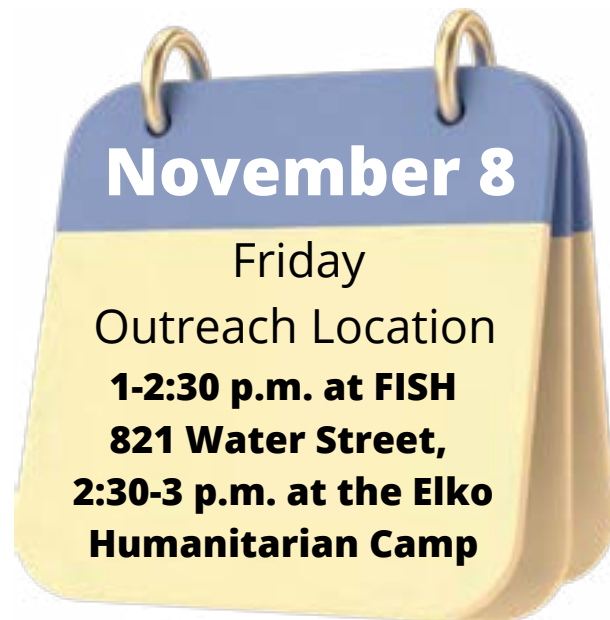 November 8
Friday
Outreach Location
1-2:30 p.m. at FISH
821 Water Street,
2:30-3 p.m. at the Elko
Humanitarian Camp